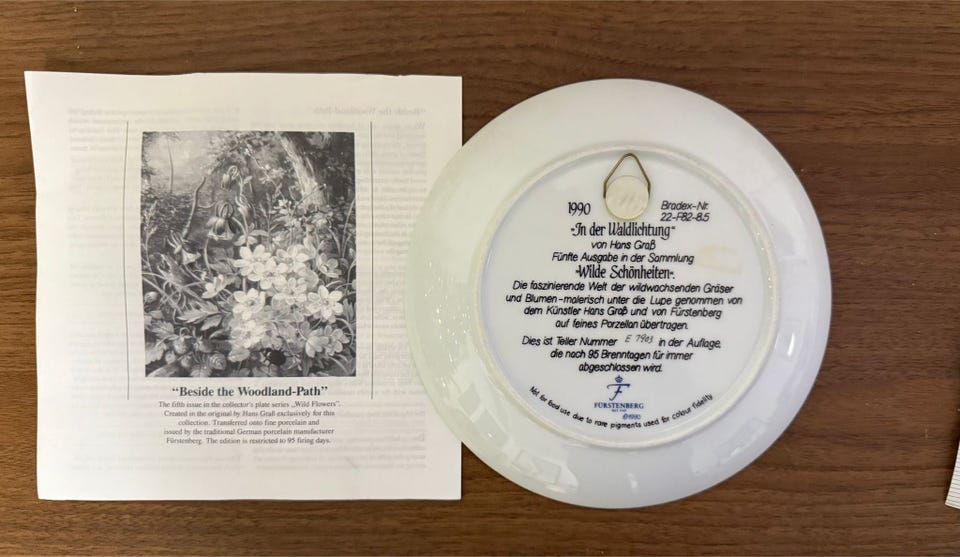 "Beside the Woodland-Path"
The fifth issue in the collector's plate series „Wild Flowers".
Created in the original by Hans Graß exclusively for this
collection. Transferred onto fine porcelain and
issued by the traditional German porcelain manufacturer
Fürstenberg. The edition is restricted to 95 firing days.
1990
Bradex-Nr.
22-F82-8.5
»In der Waldlichtung“
von Hans Graß
Fünfte Ausgabe in der Sammlung
»Wilde Schönheiten«.
Die faszinierende Welt der wildwachsenden Gräser
und Blumen-malerisch unter die Lupe genommen von
dem Künstler Hans Graß und von Fürstenberg
auf feines Porzellan übertragen.
Dies ist Teller Nummer E 7903 in der Auflage,
die nach 95 Brenntagen für immer
abgeschlossen wird.
F
FÜRSTENBERG
©1990
Not for food use due to rare pigments used for colour fidelity